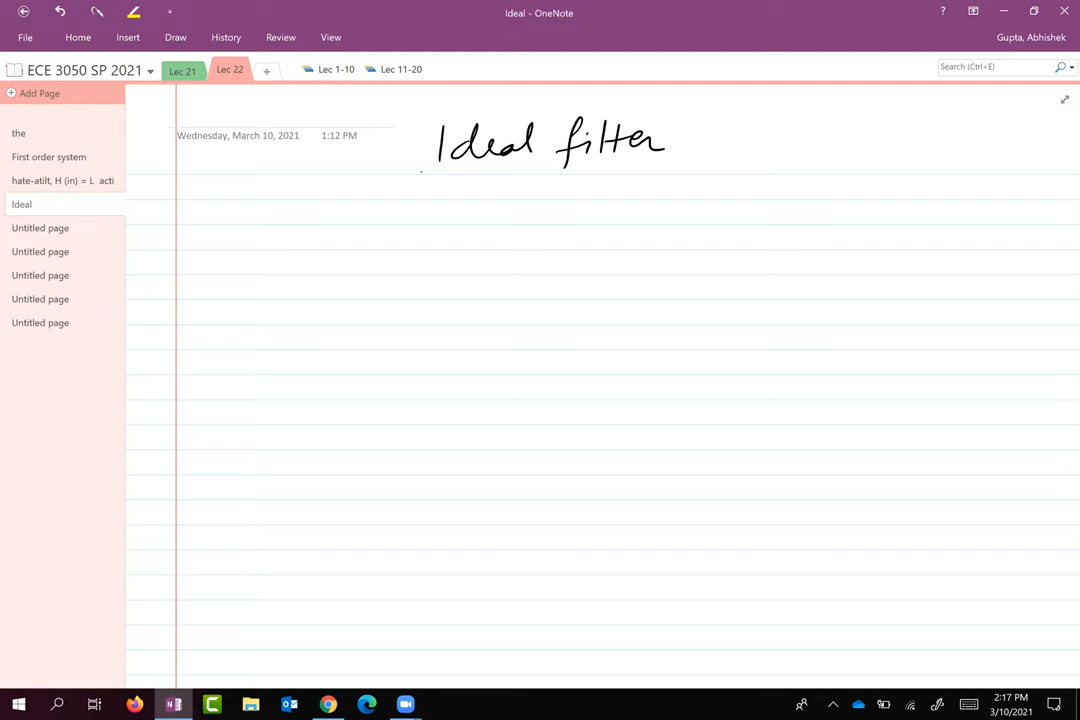 Ideal - OneNote
?
File Home Insert Draw History Review View
Gupta, Abhishek
ECE 3050 SP 2021
Lec 21
Lec 22
+
Lec 1-10
Lec 11-20
Search (Ctrl+E)
Add Page
Wednesday, March 10, 2021 1:12 PM
Ideal filter
the
First order system
hate-atilt, H (in) = L acti
Ideal
Untitled page
Untitled page
Untitled page
Untitled page
Untitled page
2:17 PM
3/10/2021